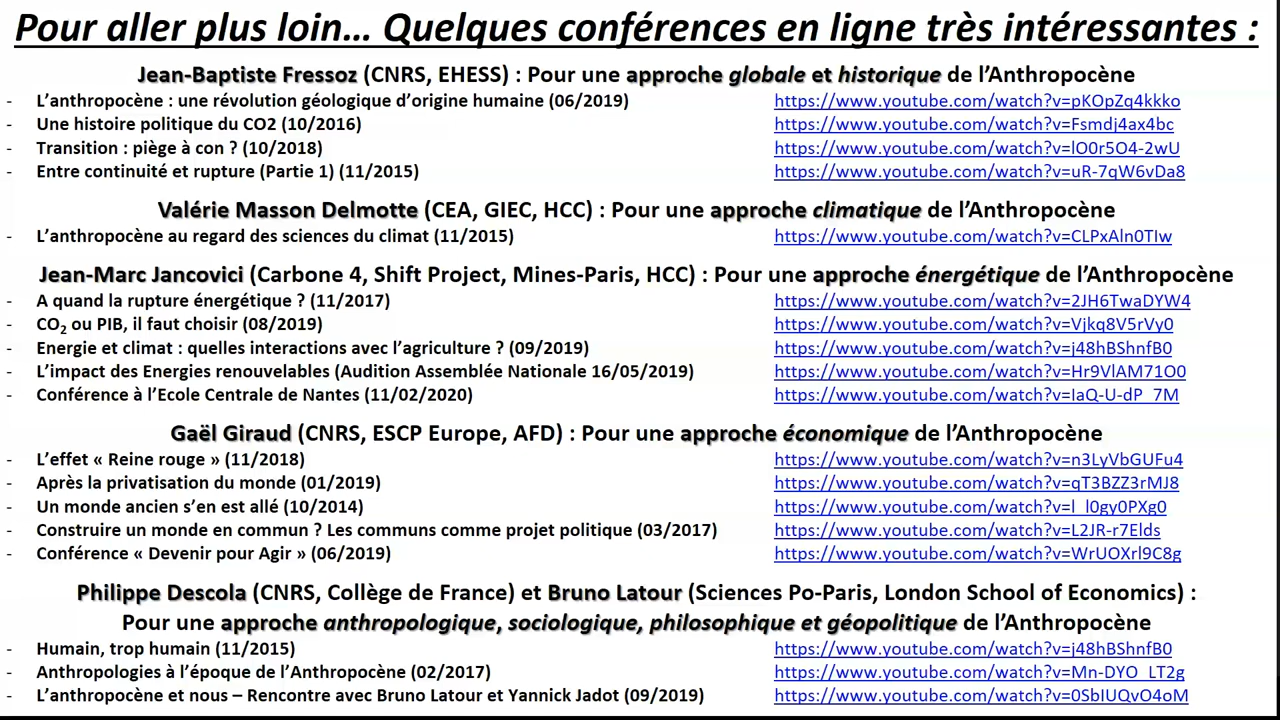 Pour aller plus loin… Quelques conférences en ligne très intéressantes :
Jean-Baptiste Fressoz (CNRS, EHESS) : Pour une approche globale et historique de l’Anthropocène
- L’anthropocène : une révolution géologique d’origine humaine (06/2019) https://www.youtube.com/watch?v=pKOpZq4kkko
- Une histoire politique du CO2 (10/2016) https://www.youtube.com/watch?v=Fsmdj4ax4bc
- Transition : piège à con ? (10/2018) https://www.youtube.com/watch?v=lO0r5O4-2wU
- Entre continuité et rupture (Partie 1) (11/2015) https://www.youtube.com/watch?v=uR-7qW6vDa8
Valérie Masson Delmotte (CEA, GIEC, HCC) : Pour une approche climatique de l’Anthropocène
- L’anthropocène au regard des sciences du climat (11/2015) https://www.youtube.com/watch?v=CLPxAln0TIw
Jean-Marc Jancovici (Carbone 4, Shift Project, Mines-Paris, HCC) : Pour une approche énergétique de l’Anthropocène
- A quand la rupture énergétique ? (11/2017) https://www.youtube.com/watch?v=2JH6TwaDYW4
- CO₂ ou PIB, il faut choisir (08/2019) https://www.youtube.com/watch?v=Vjkq8V5rVy0
- Energie et climat : quelles interactions avec l’agriculture ? (09/2019) https://www.youtube.com/watch?v=j48hBShnfB0
- L’impact des Energies renouvelables (Audition Assemblée Nationale 16/05/2019) https://www.youtube.com/watch?v=Hr9VlAM71O0
- Conférence à l’Ecole Centrale de Nantes (11/02/2020) https://www.youtube.com/watch?v=IaQ-U-dP_7M
Gaël Giraud (CNRS, ESCP Europe, AFD) : Pour une approche économique de l’Anthropocène
- L’effet « Reine rouge » (11/2018) https://www.youtube.com/watch?v=n3LyVbGUFu4
- Après la privatisation du monde (01/2019) https://www.youtube.com/watch?v=qT3BZZ3rMJ8
- Un monde ancien s’en est allé (10/2014) https://www.youtube.com/watch?v=l_l0gy0PXg0
- Construire un monde en commun ? Les communs comme projet politique (03/2017) https://www.youtube.com/watch?v=L2JR-r7Elds
- Conférence « Devenir pour Agir » (06/2019) https://www.youtube.com/watch?v=WrUOXrl9C8g
Philippe Descola (CNRS, Collège de France) et Bruno Latour (Sciences Po-Paris, London School of Economics) :
Pour une approche anthropologique, sociologique, philosophique et géopolitique de l’Anthropocène
- Humain, trop humain (11/2015) https://www.youtube.com/watch?v=j48hBShnfB0
- Anthropologies à l’époque de l’Anthropocène (02/2017) https://www.youtube.com/watch?v=Mn-DYO_LT2g
- L’anthropocène et nous – Rencontre avec Bruno Latour et Yannick Jadot (09/2019) https://www.youtube.com/watch?v=0SbIUQvO4oM